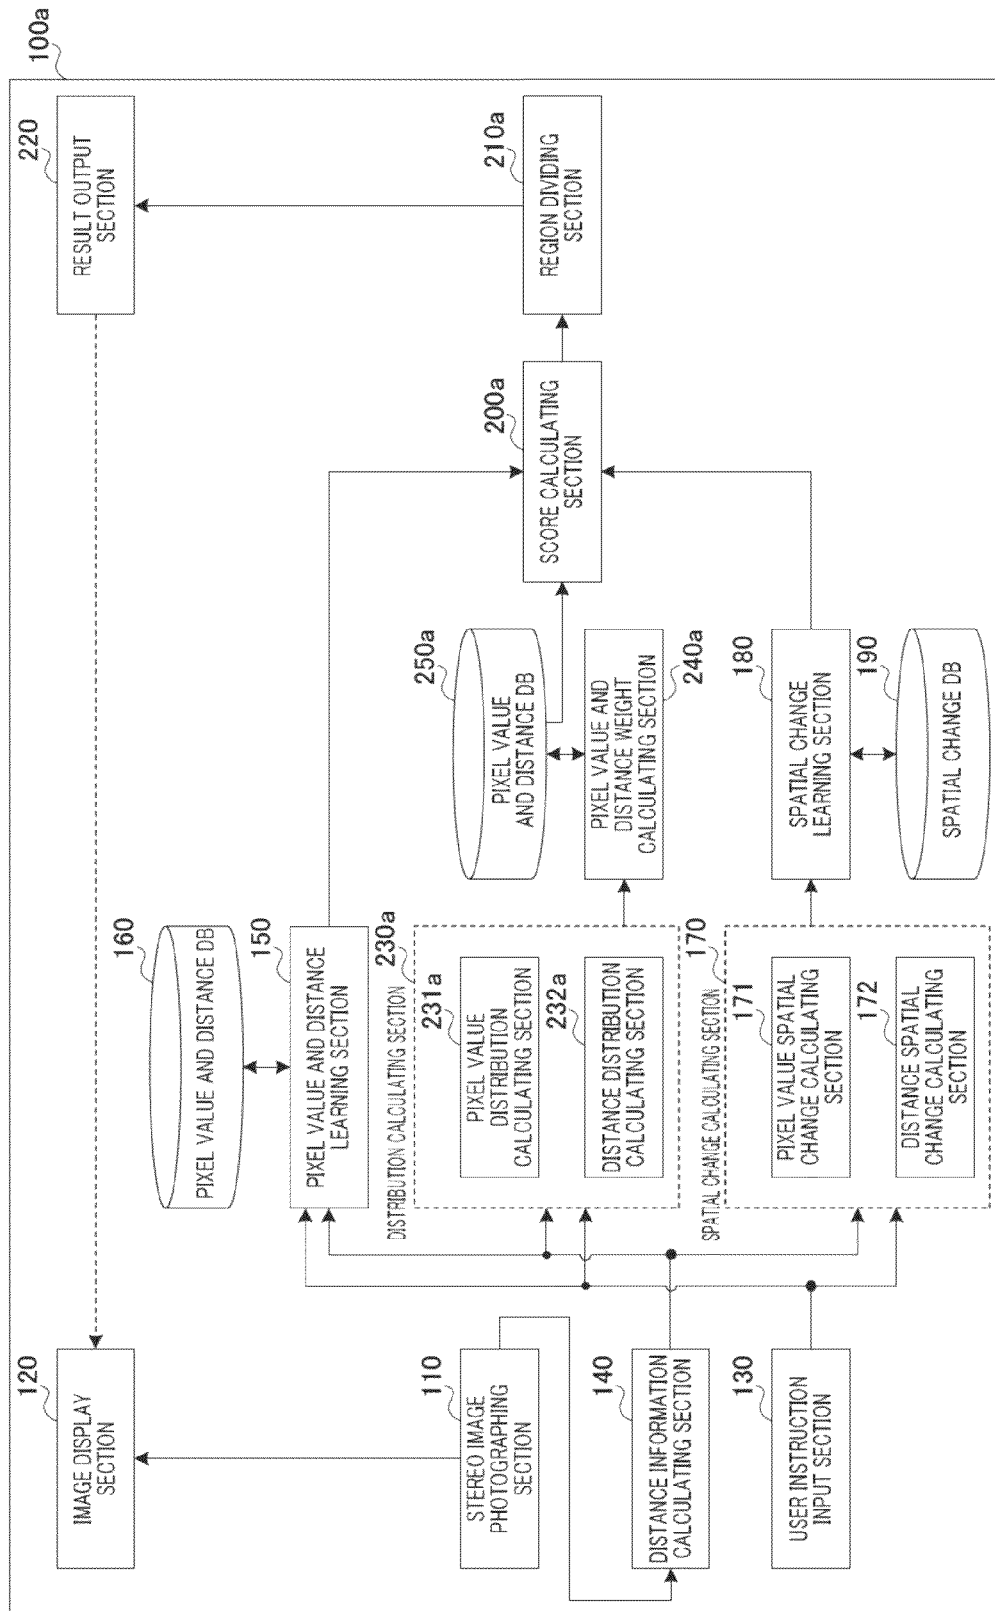 100a
120
IMAGE DISPLAY
SECTION
220
RESULT OUTPUT
SECTION
160
PIXEL VALUE AND DISTANCE DB
150
PIXEL VALUE AND DISTANCE
LEARNING SECTION
110
STEREO IMAGE
PHOTOGRAPHING
SECTION
DISTRIBUTION CALCULATING SECTION
230a
231a
PIXEL VALUE
DISTRIBUTION
CALCULATING SECTION
232a
DISTANCE DISTRIBUTION
CALCULATING SECTION
250a
PIXEL VALUE
AND DISTANCE DB
PIXEL VALUE AND
DISTANCE WEIGHT
CALCULATING SECTION
240a
200a
SCORE CALCULATING
SECTION
210a
REGION DIVIDING
SECTION
140
DISTANCE INFORMATION
CALCULATING SECTION
130
USER INSTRUCTION
INPUT SECTION
SPATIAL CHANGE CALCULATING SECTION
170
171
PIXEL VALUE SPATIAL
CHANGE CALCULATING
SECTION
172
DISTANCE SPATIAL
CHANGE CALCULATING
SECTION
180
SPATIAL CHANGE
LEARNING SECTION
190
SPATIAL CHANGE DB